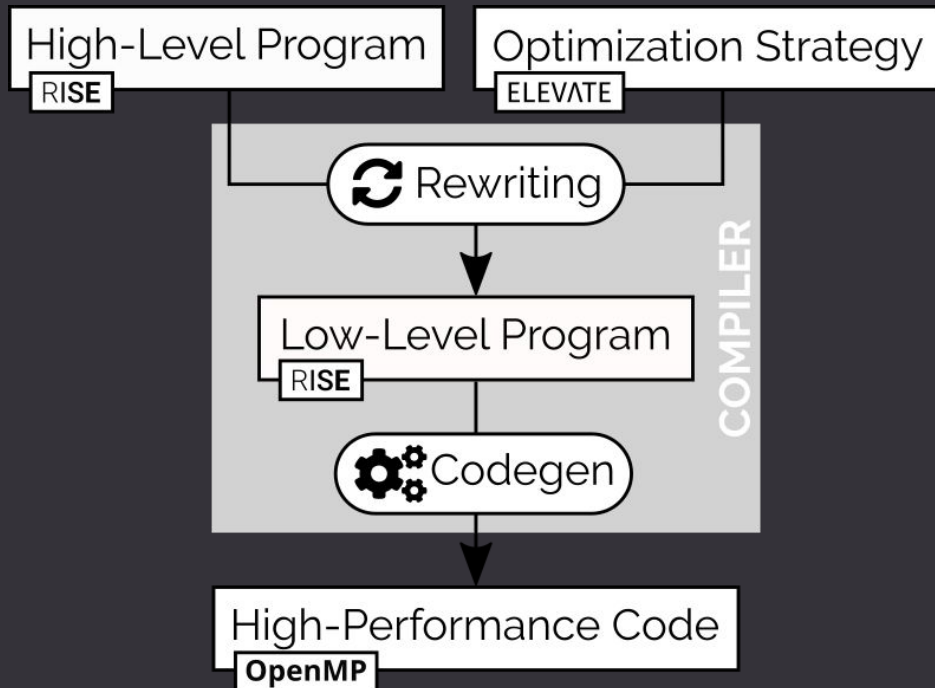 High-Level Program
RISE
Optimization Strategy
ELEVATE
Rewriting
COMPILER
Low-Level Program
RISE
Codegen
High-Performance Code
OpenMP